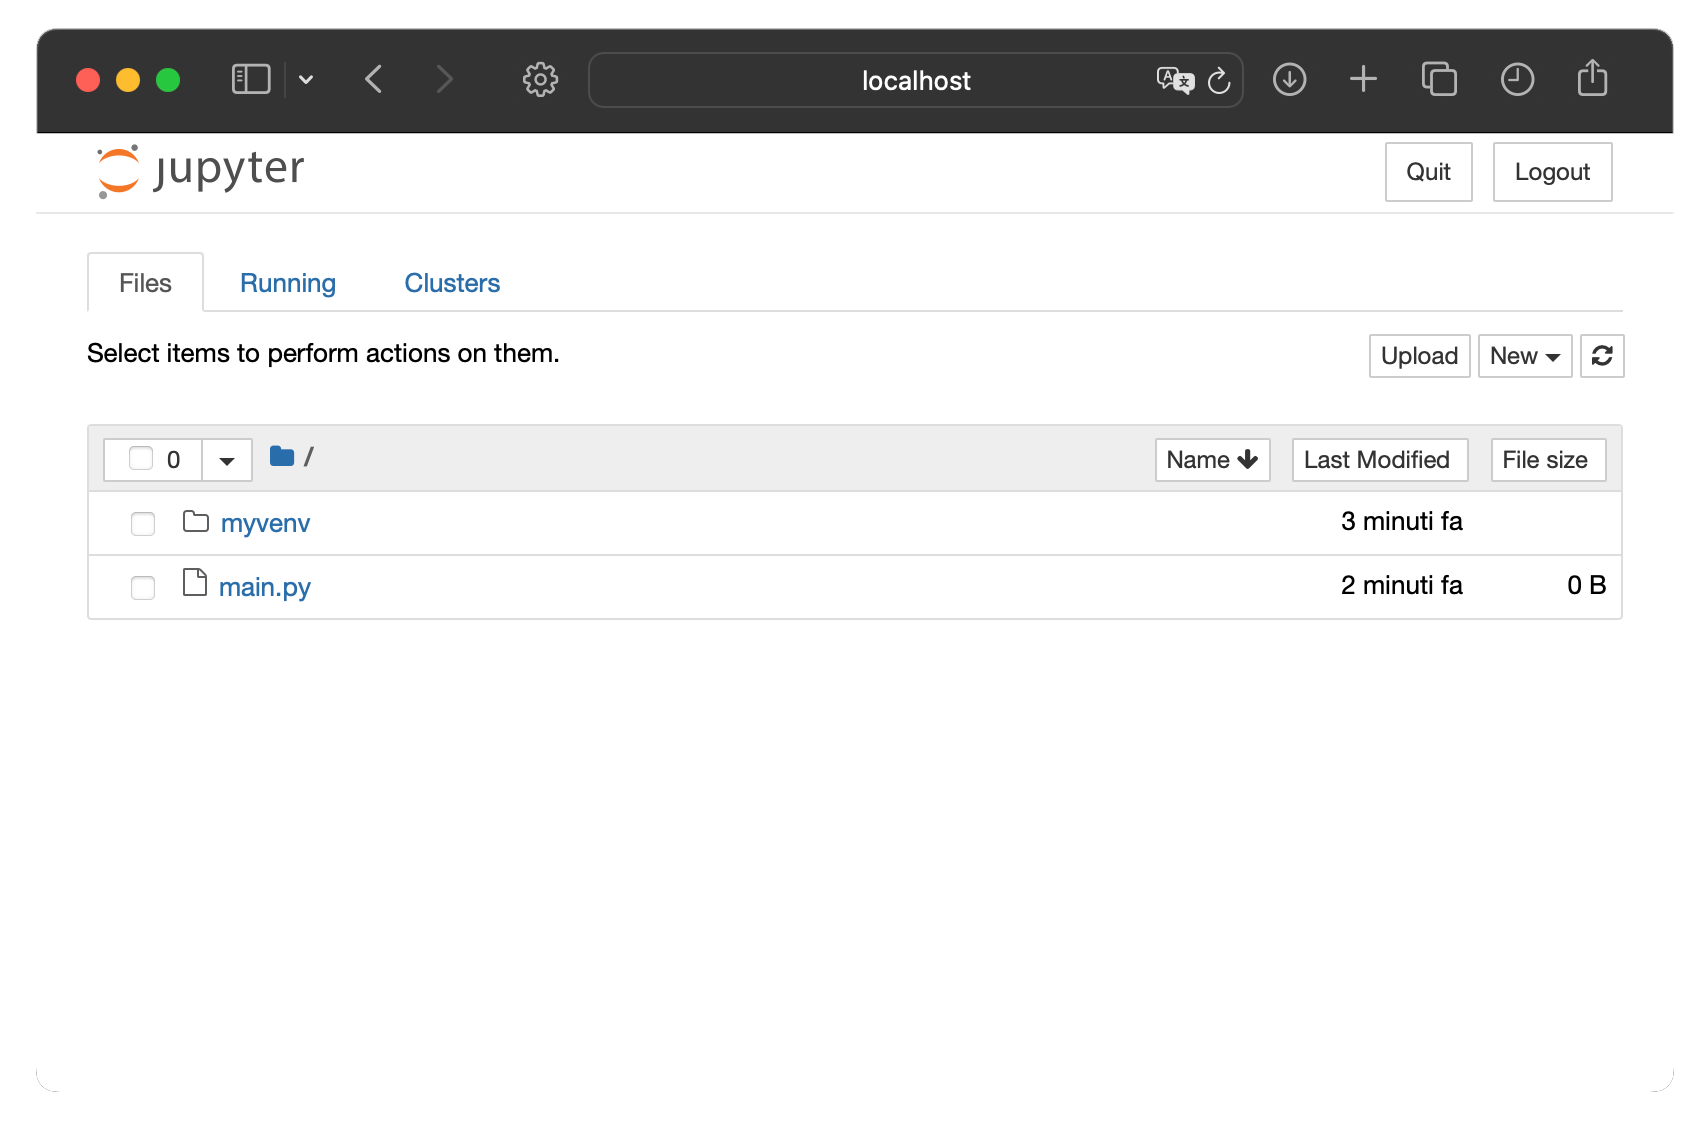 localhost
jupyter
Quit Logout
Files Running Clusters
Select items to perform actions on them.
Upload New
0 / Name Last Modified File size
myvenv 3 minuti fa
main.py 2 minuti fa 0 B